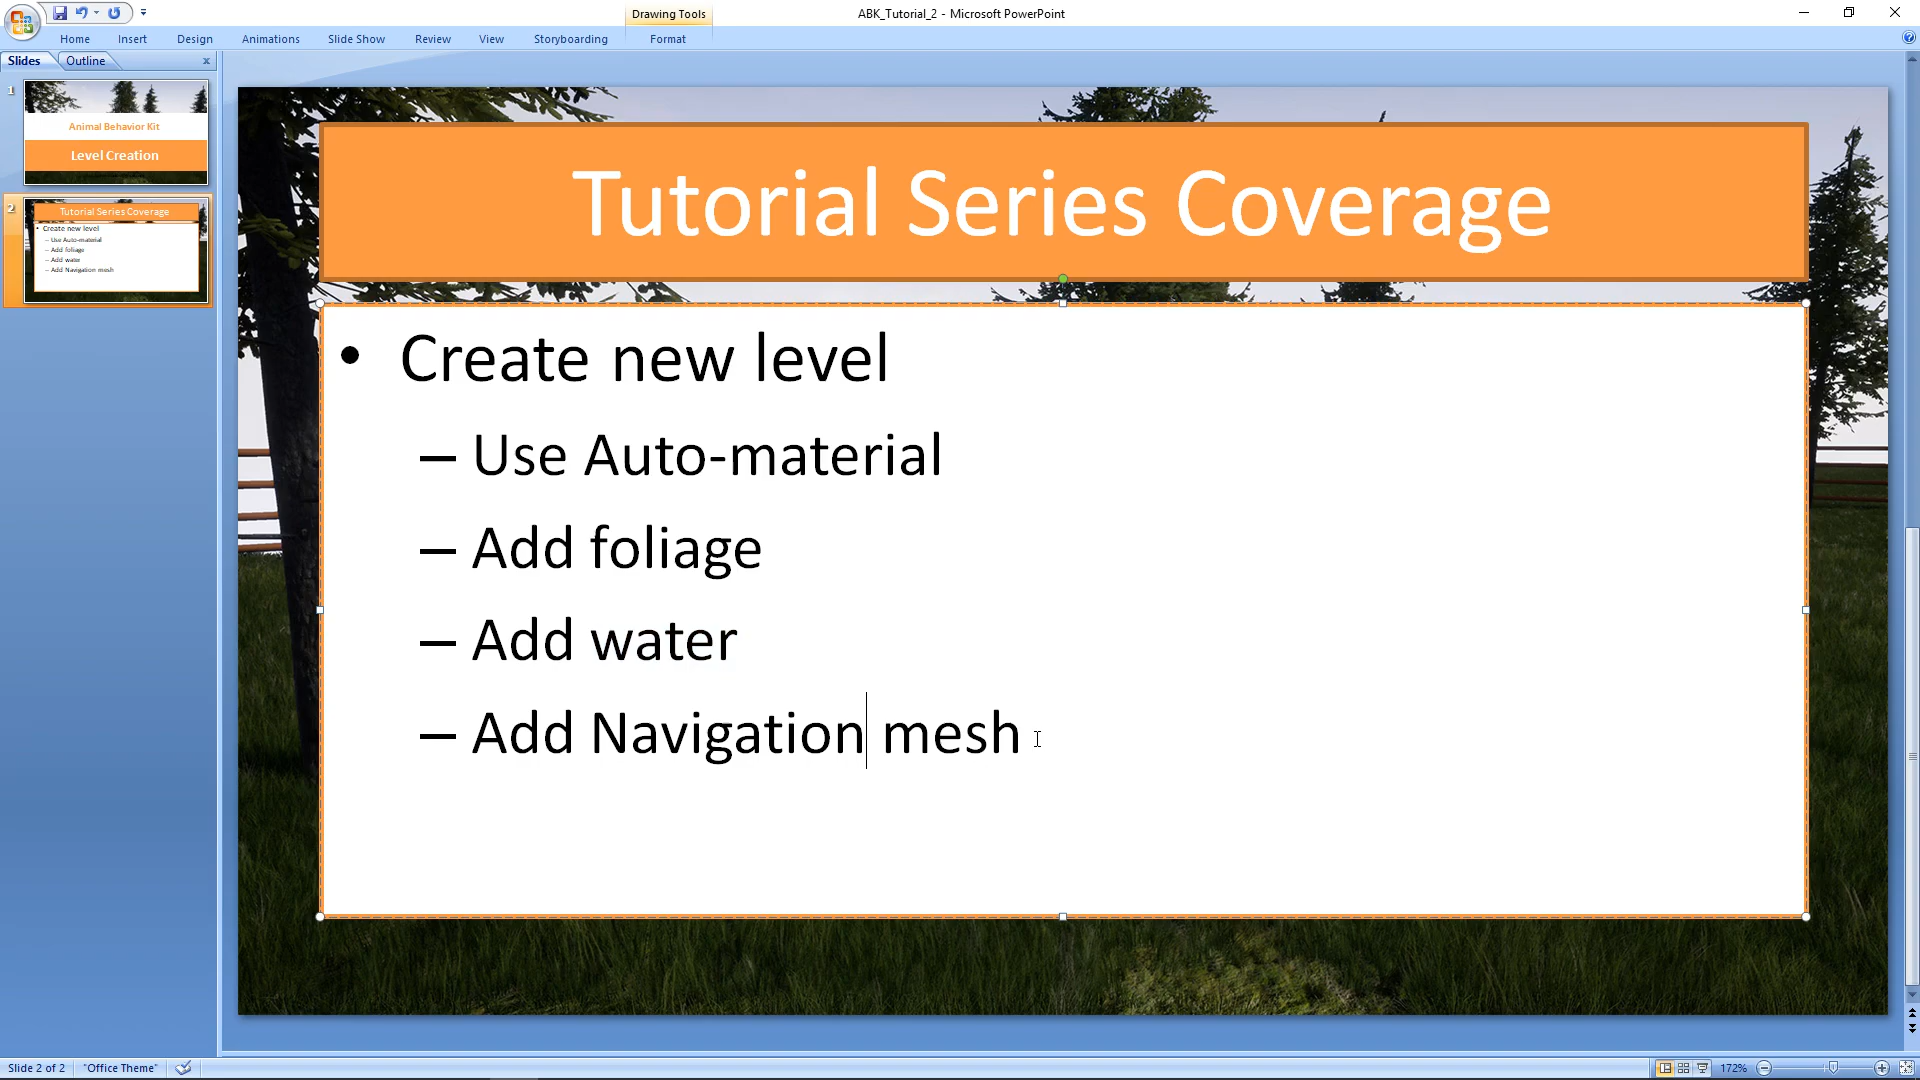 Drawing Tools
ABK_Tutorial_2 - Microsoft PowerPoint
Home Insert Design Animations Slide Show Review View Storyboarding Format
Slides Outline x
1
Animal Behavior Kit
Level Creation
2
Tutorial Series Coverage
• Create new level
– Use Auto-material
– Add foliage
– Add water
– Add Navigation mesh
Tutorial Series Coverage
• Create new level
– Use Auto-material
– Add foliage
– Add water
– Add Navigation mesh
Slide 2 of 2 "Office Theme" 172%